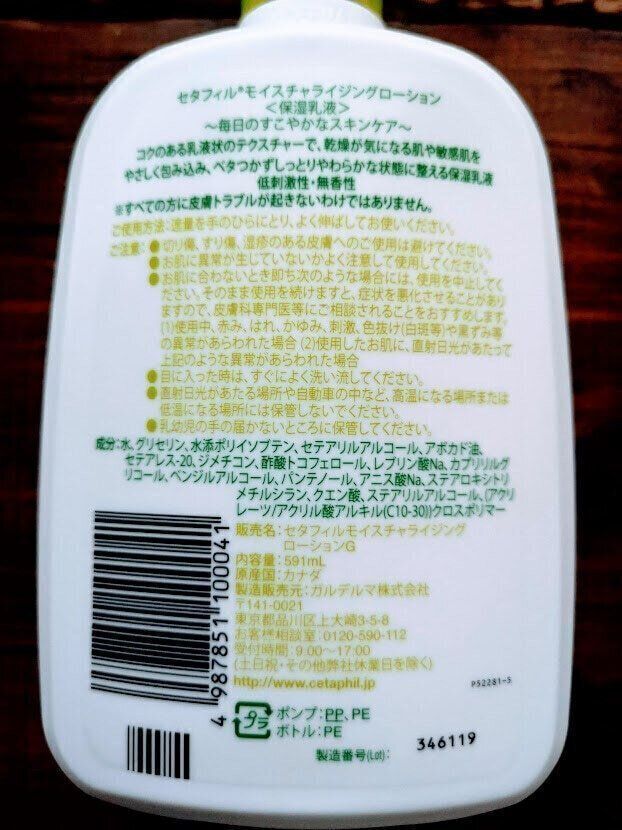 セタフィル®モイスチャライジングローション
＜保湿乳液＞
～毎日のすこやかなスキンケア～
コクのある乳液状のテクスチャーで、乾燥が気になる肌や敏感肌を
やさしく包み込み、ベタつかずしっとりやわらかな状態に整える保湿乳液
低刺激性・無香性
※すべての方に皮膚トラブルが起きないわけではありません。
ご使用方法:適量を手のひらにとり、よく伸ばしてお使いください。
ご注意:●切り傷、すり傷、湿疹のある皮膚へのご使用は避けてください。
●お肌に異常が生じていないかよく注意して使用してください。
●お肌に合わないとき即ち次のような場合には、使用を中止してく
ださい。そのまま使用を続けますと、症状を悪化させることがあり
ますので、皮膚科専門医等にご相談されることをおすすめします。
(1)使用中、赤み、はれ、かゆみ、刺激、色抜け(白斑等)や黒ずみ等
の異常があらわれた場合 (2)使用したお肌に、直射日光があたって
上記のような異常があらわれた場合
●目に入った時は、すぐによく洗い流してください。
●直射日光があたる場所や自動車の中など、高温になる場所または
低温になる場所には保管しないでください。
●乳幼児の手の届かないところに保管してください。
成分:水、グリセリン、水添ポリイソブテン、セテアリルアルコール、アボカド油、
セテアレス-20、ジメチコン、酢酸トコフェロール、レブリン酸Na、カプリリルグ
リコール、ベンジルアルコール、パンテノール、アニス酸Na、ステアロキシトリ
メチルシラン、クエン酸、ステアリルアルコール、(アクリ
レーツ/アクリル酸アルキル(C10-30))クロスポリマー
販売名:セタフィルモイスチャライジング
ローションG
内容量:591mL
原産国:カナダ
製造販売元:ガルデルマ株式会社
〒141-0021
東京都品川区上大崎3-5-8
お客様相談室:0120-590-112
受付時間:9:00～17:00
(土日祝・その他弊社休業日を除く)
http://www.cetaphil.jp
P52281-5
4 987851 100041
プラ
ポンプ:PP、PE
ボトル:PE
346119
製造番号(Lot):